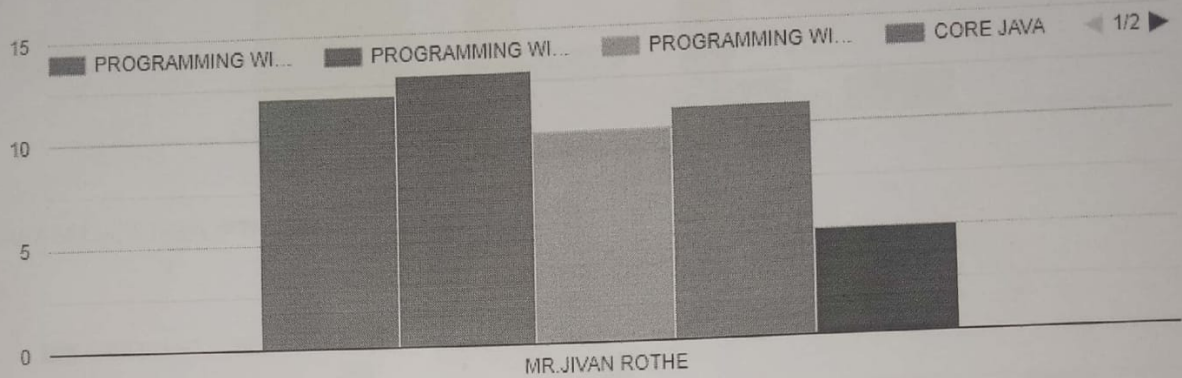 15
PROGRAMMING WI... PROGRAMMING WI... PROGRAMMING WI... CORE JAVA 1/2
10
5
0
MR.JIVAN ROTHE